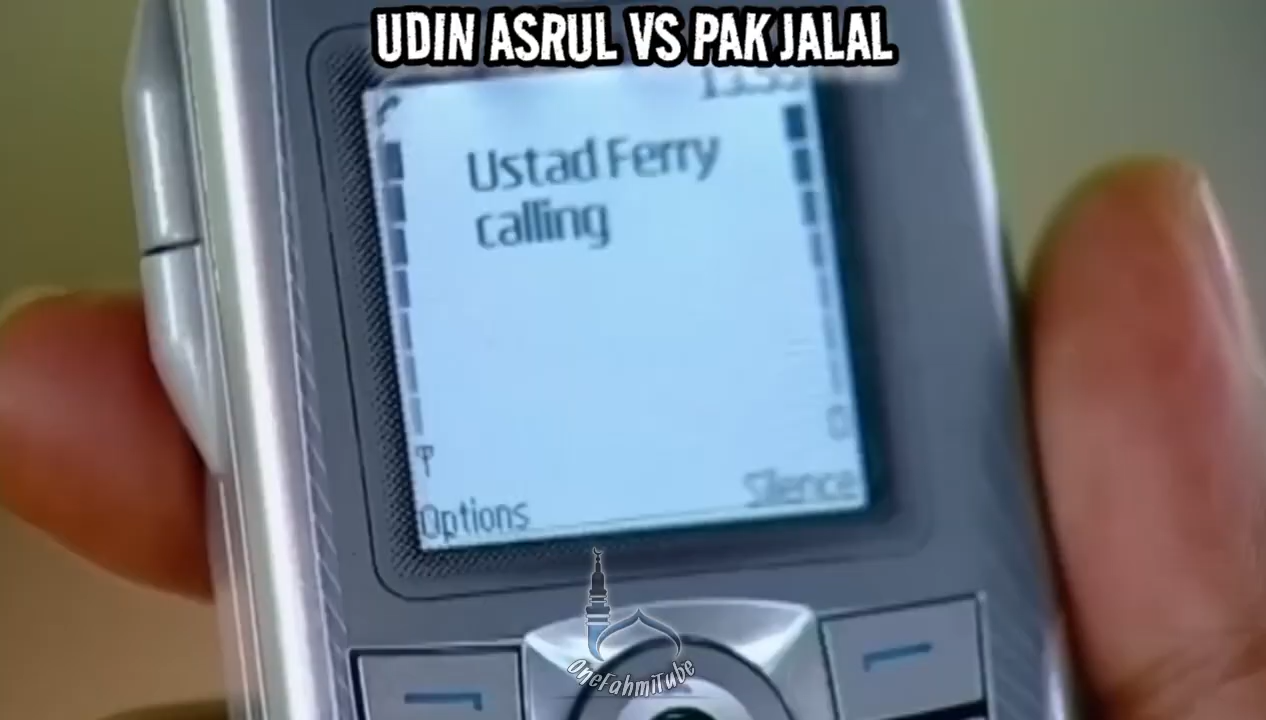 UDIN ASRUL VS PAK JALAL
Ustad Ferry
calling
Options
Silence
OneFahmiTube